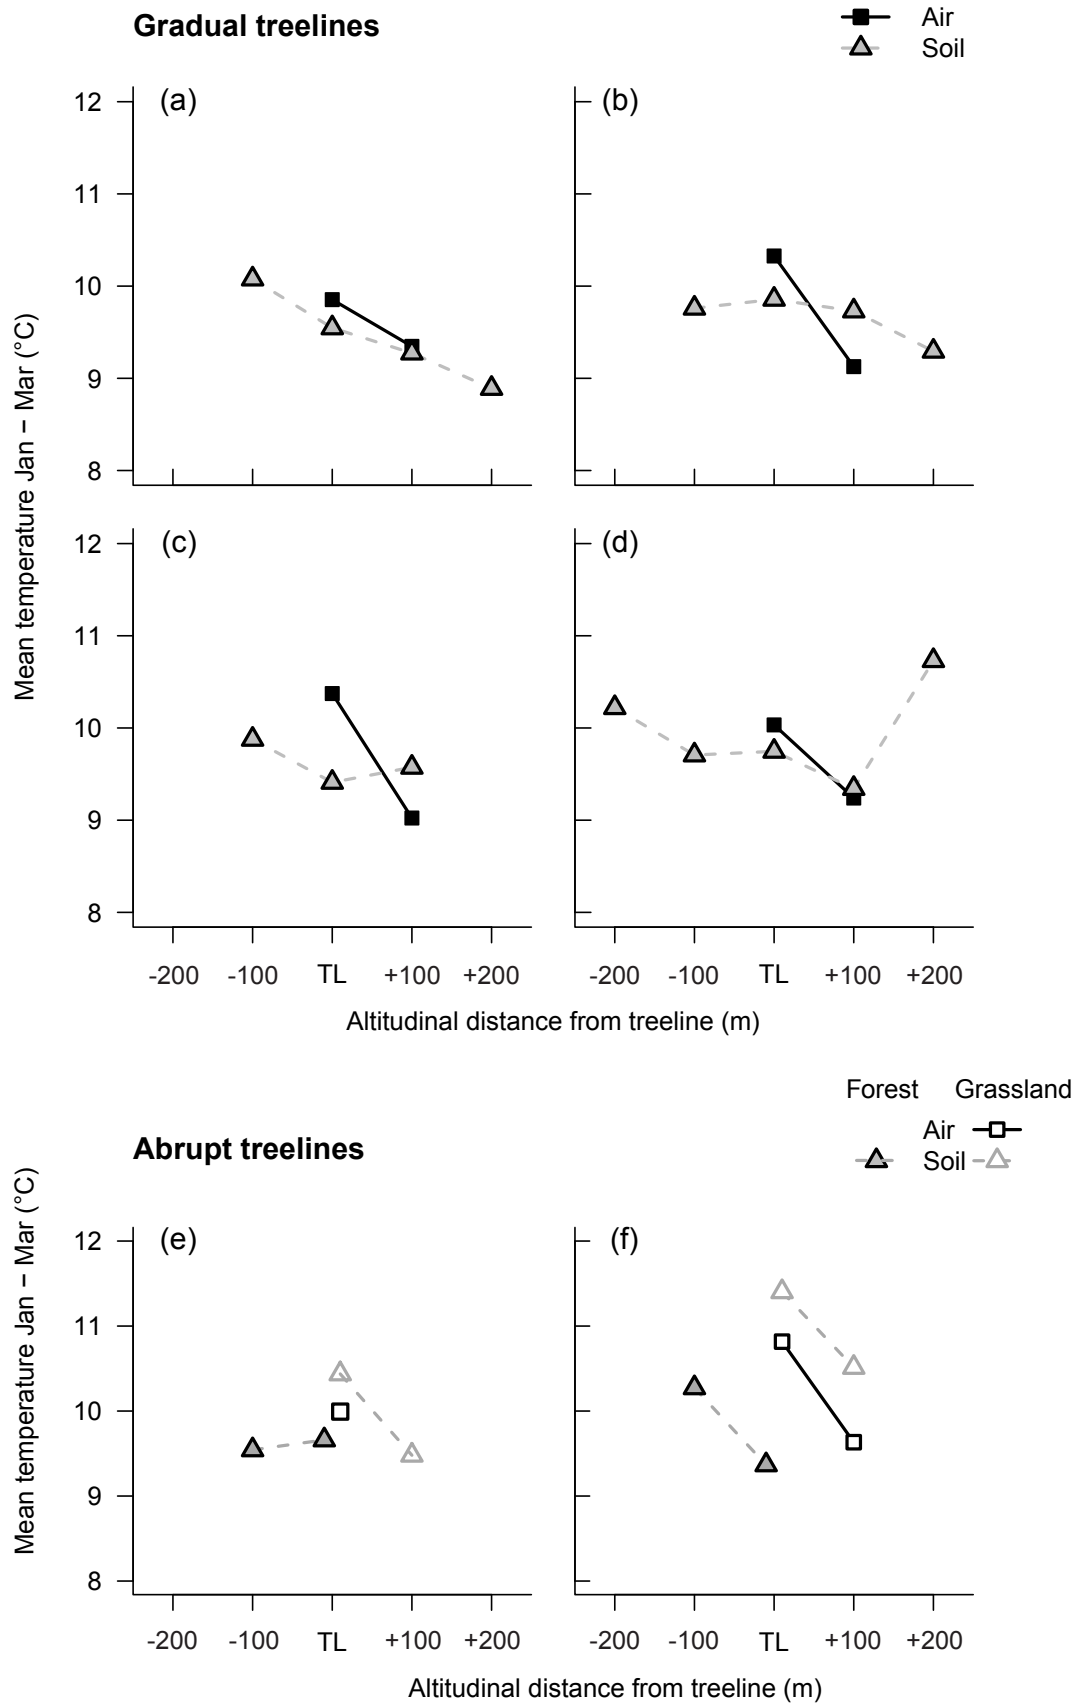 Gradual treelines
Air
Soil
(a)
(b)
12
11
10
9
8
(c)
(d)
12
11
10
9
8
Mean temperature Jan − Mar (°C)
-200 -100 TL +100 +200
-200 -100 TL +100 +200
Altitudinal distance from treeline (m)
Forest Grassland
Air
Soil
Abrupt treelines
(e)
(f)
12
11
10
9
8
Mean temperature Jan − Mar (°C)
-200 -100 TL +100 +200
-200 -100 TL +100 +200
Altitudinal distance from treeline (m)